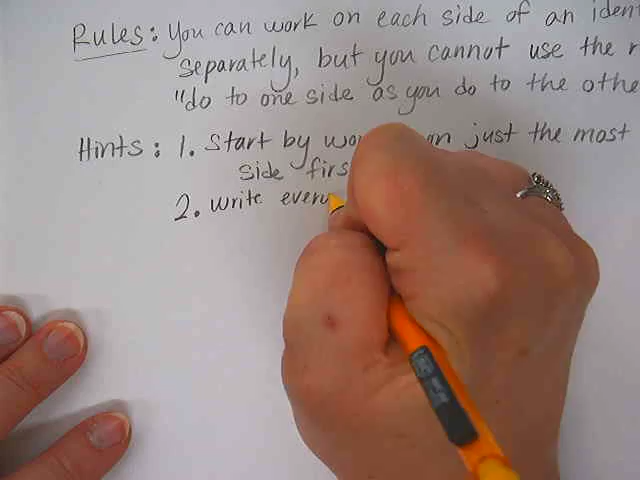 Rules: You can work on each side of an iden
separately, but you cannot use the r
"do to one side as you do to the othe
Hints: 1. Start by wo on just the most
side firs
2. write every